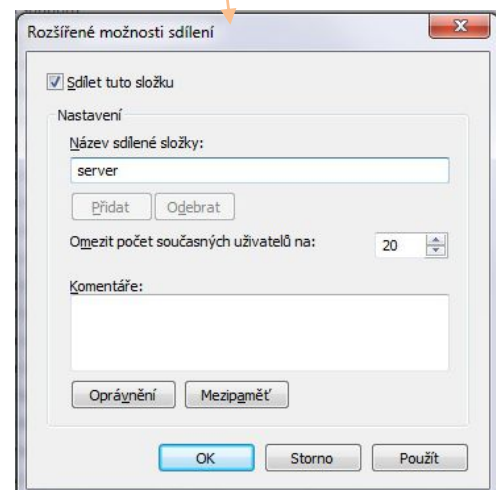 Rozšířené možnosti sdílení
Sdílet tuto složku
Nastavení
Název sdílené složky:
server
Přidat Odebrat
Omezit počet současných uživatelů na: 20
Komentáře:
Oprávnění Mezipaměť
OK Storno Použít